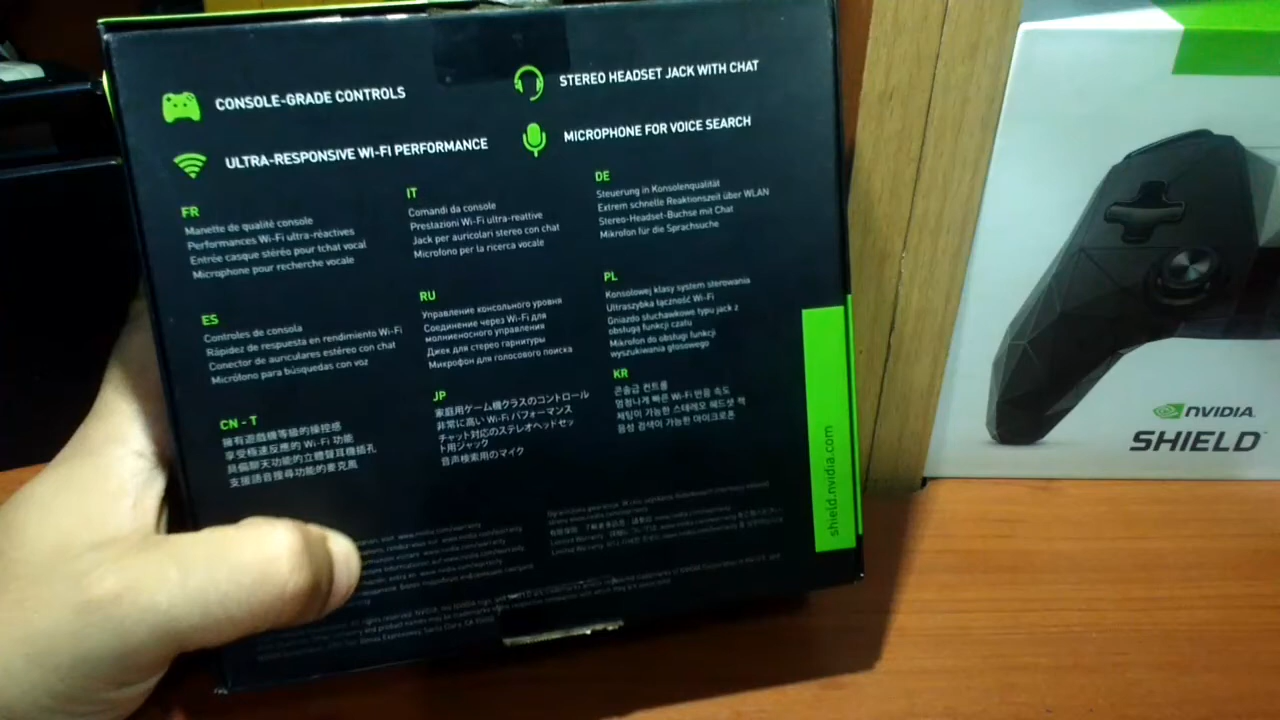 CONSOLE-GRADE CONTROLS
STEREO HEADSET JACK WITH CHAT
ULTRA-RESPONSIVE WI-FI PERFORMANCE
MICROPHONE FOR VOICE SEARCH
FR
Manette de qualité console
Performances Wi-Fi ultra-réactives
Entrée casque stéréo pour tchat vocal
Microphone pour recherche vocale
IT
Comandi da console
Prestazioni Wi-Fi ultra-reattive
Jack per auricolari stereo con chat
Microfono per la ricerca vocale
DE
Steuerung in Konsolenqualität
Extrem schnelle Reaktionszeit über WLAN
Stereo-Headset-Buchse mit Chat
Mikrofon für die Sprachsuche
ES
Controles de consola
Rápidez de respuesta en rendimiento Wi-Fi
Conector de auriculares estéreo con chat
Micrófono para búsquedas con voz
RU
Управление консольного уровня
Соединение через Wi-Fi для
молниеносного управления
Джек для стерео гарнитуры
Микрофон для голосового поиска
PL
Konsolowej klasy system sterowania
Ultraszybka łączność Wi-Fi
Gniazdo słuchawkowe typu jack z
obsługą funkcji czatu
Mikrofon do obsługi funkcji
wyszukiwania głosowego
CN - T
擁有遊戲機等級的操控感
享受極速反應的 Wi-Fi 功能
具備聊天功能的立體聲耳機插孔
支援語音搜尋功能的麥克風
JP
家庭用ゲーム機クラスのコントロール
非常に高い Wi-Fi パフォーマンス
チャット対応のステレオヘッドセッ
ト用ジャック
音声検索用のマイク
KR
콘솔급 컨트롤
엄청나게 빠른 Wi-Fi 반응 속도
채팅이 가능한 스테레오 헤드셋 잭
음성 검색이 가능한 마이크로폰
shield.nvidia.com
NVIDIA
SHIELD